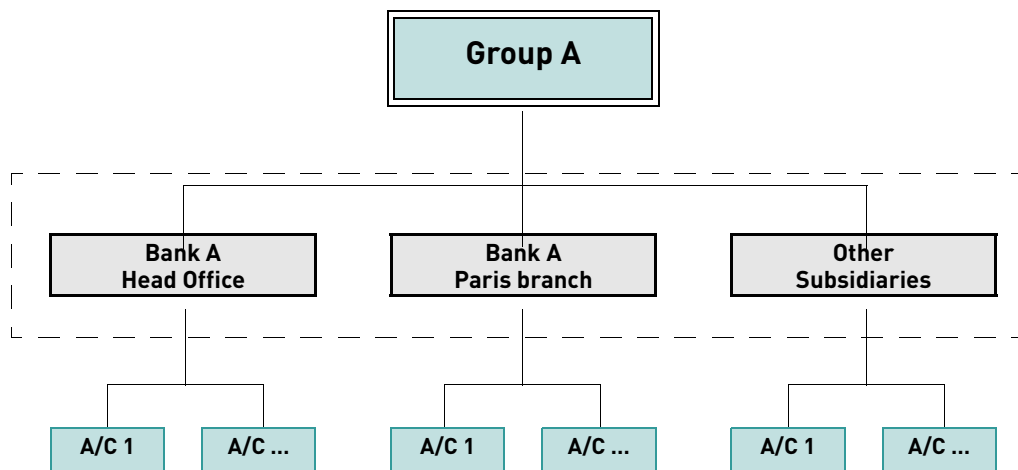 Group A
Bank A
Head Office
Bank A
Paris branch
Other
Subsidiaries
A/C 1
A/C ...
A/C 1
A/C ...
A/C 1
A/C ...